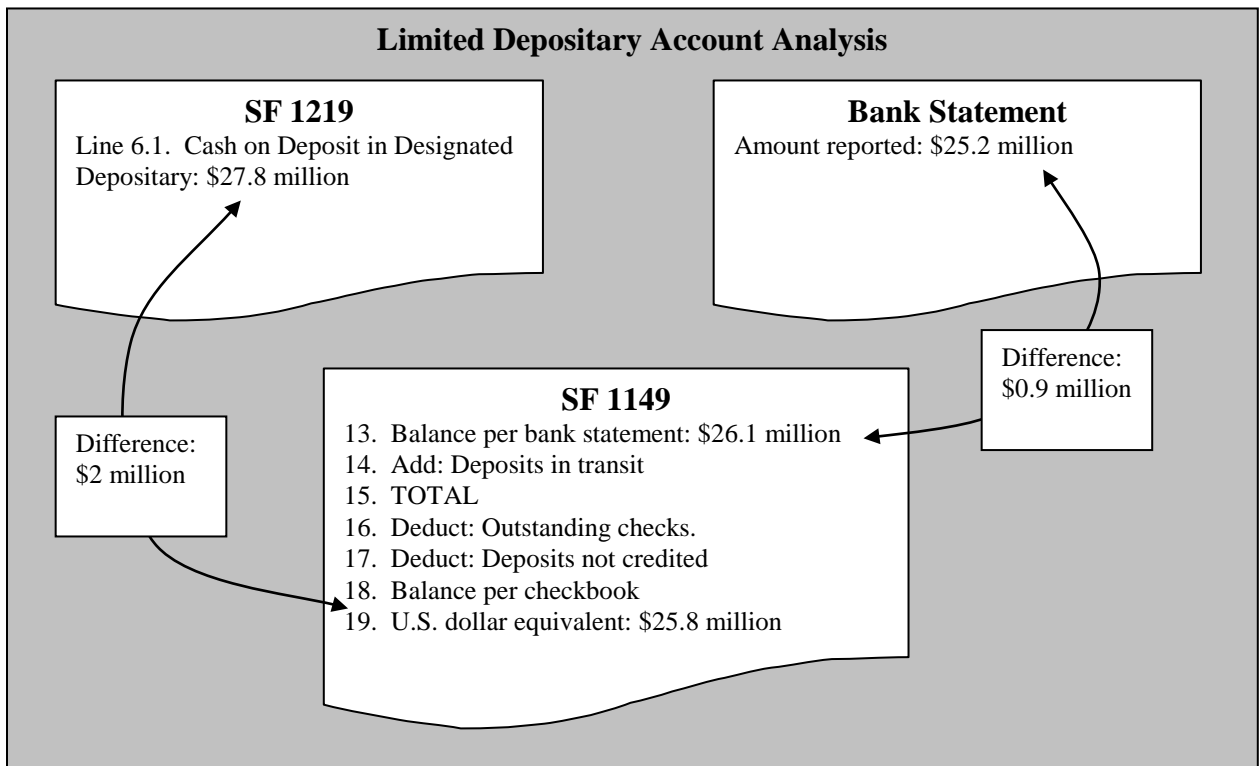 Limited Depositary Account Analysis
SF 1219
Line 6.1.  Cash on Deposit in Designated
Depositary: $27.8 million
Bank Statement
Amount reported: $25.2 million
Difference:
$0.9 million
Difference:
$2 million
SF 1149
13.  Balance per bank statement: $26.1 million
14.  Add: Deposits in transit
15.  TOTAL
16.  Deduct: Outstanding checks.
17.  Deduct: Deposits not credited
18.  Balance per checkbook
19.  U.S. dollar equivalent: $25.8 million